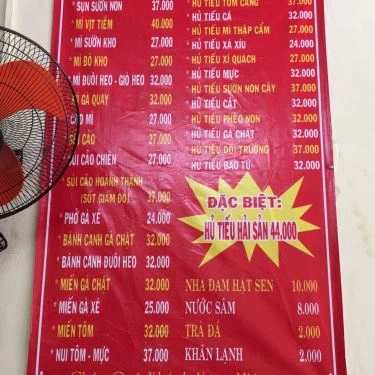 * SỤN SƯỜN NON 37.000
* MÌ VỊT TIỀM 40.000
* MÌ SƯỜN KHO 27.000
* MÌ BÒ KHO 27.000
* MÌ ĐUÔI HEO - GIÒ HEO 32.000
GÀ QUAY 32.000
MÌ 27.000
CẢO 27.000
SỦI CẢO CHIÊN 27.000
* SỦI CẢO HOÀNH THÁNH
(SỐT GIẤM ĐỎ) 37.000
* PHỞ GÀ XÉ 24.000
* BÁNH CANH GÀ CHẶT 32.000
* BÁNH CANH ĐUÔI HEO 32.000
* MIẾN GÀ CHẶT 32.000
* MIẾN GÀ XÉ 25.000
* MIẾN TÔM 32.000
* NUI TÔM - MỰC 37.000
* HỦ TIẾU TÔM CÀNG 37.000
* HỦ TIẾU CÁ 32.000
* HỦ TIẾU MÌ THẬP CẨM 27.000
* HỦ TIẾU XÁ XÍU 24.000
* HỦ TIẾU XÍ QUÁCH 27.000
* HỦ TIẾU MỰC 32.000
* HỦ TIẾU SƯỜN NON CÂY 37.000
* HỦ TIẾU CẬT 32.000
* HỦ TIẾU PHÈO NON 32.000
* HỦ TIẾU GÀ CHẶT 32.000
* HỦ TIẾU DỒI TRƯỜNG 37.000
HỦ TIẾU BAO TỬ 32.000
ĐẶC BIỆT:
HỦ TIẾU HẢI SẢN 44.000
NHA ĐAM HẠT SEN 10.000
NƯỚC SÂM 8.000
TRÀ ĐÁ 2.000
KHĂN LẠNH 2.000